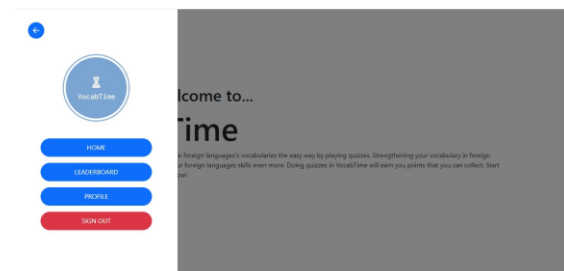 VocabTime
HOME
LEADERBOARD
PROFILE
SIGN OUT
lcome to...
Time
foreign languages's vocabularies the easy way by playing quizzes. Strengthening your vocabulary in foreign
foreign languages skills even more. Doing quizzes in VocabTime will earn you points that you can collect. Start